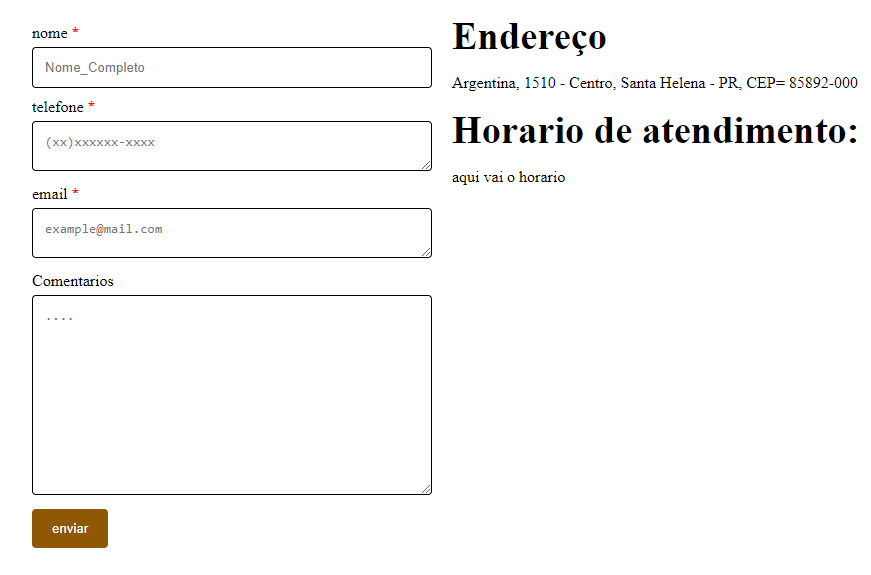 nome *
Nome_Completo
telefone *
(xx)xxxxxx-xxxx
email *
example@mail.com
Comentarios
....
enviar
Endereço
Argentina, 1510 - Centro, Santa Helena - PR, CEP= 85892-000
Horario de atendimento:
aqui vai o horario